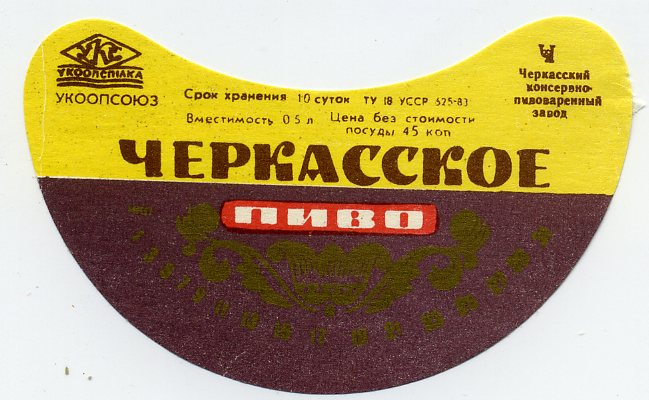 УКС
УКООПСПІЛКА
УКООПСОЮЗ
Срок хранения 10 суток ТУ 18 УССР 525-83
Вместимость 0 5 л Цена без стоимости
посуды 45 коп
Черкасский
консервно-
пивоваренный
завод
ЧЕРКАССКОЕ
ПИВО